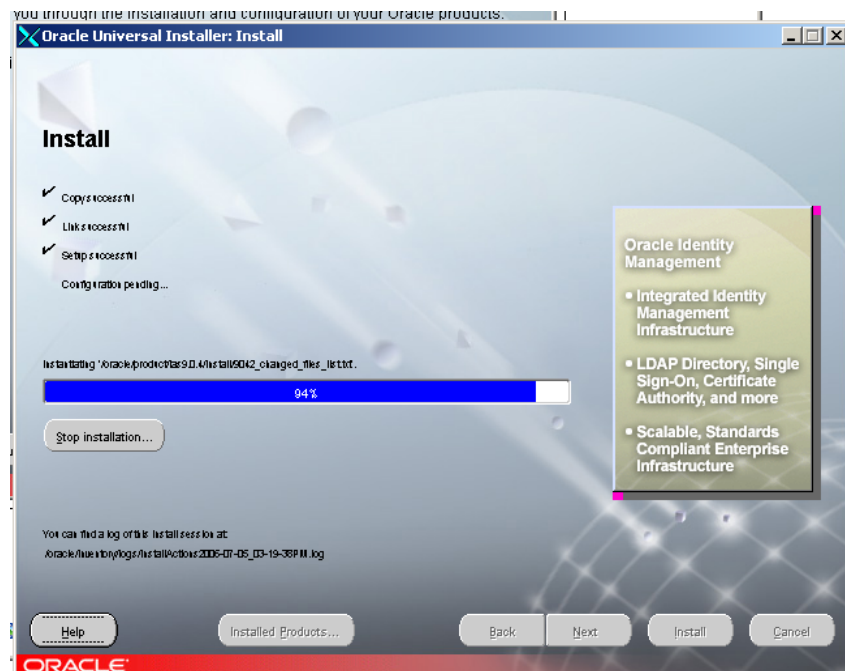 you through the installation and configuration of your Oracle products.
Oracle Universal Installer: Install
Install
Copy successful
Link successful
Setup successful
Configuration pending...
Instantiating '/oracle/product/ias9.0.4/install/9042_changed_files_list.txt'.
94%
Stop installation...
You can find a log of this install session at:
/oracle/Inventory/logs/installActions2006-07-05_03-19-38PM.log
Oracle Identity
Management
• Integrated Identity
Management
Infrastructure
• LDAP Directory, Single
Sign-On, Certificate
Authority, and more
• Scalable, Standards
Compliant Enterprise
Infrastructure
Help
Installed Products...
Back
Next
Install
Cancel
ORACLE